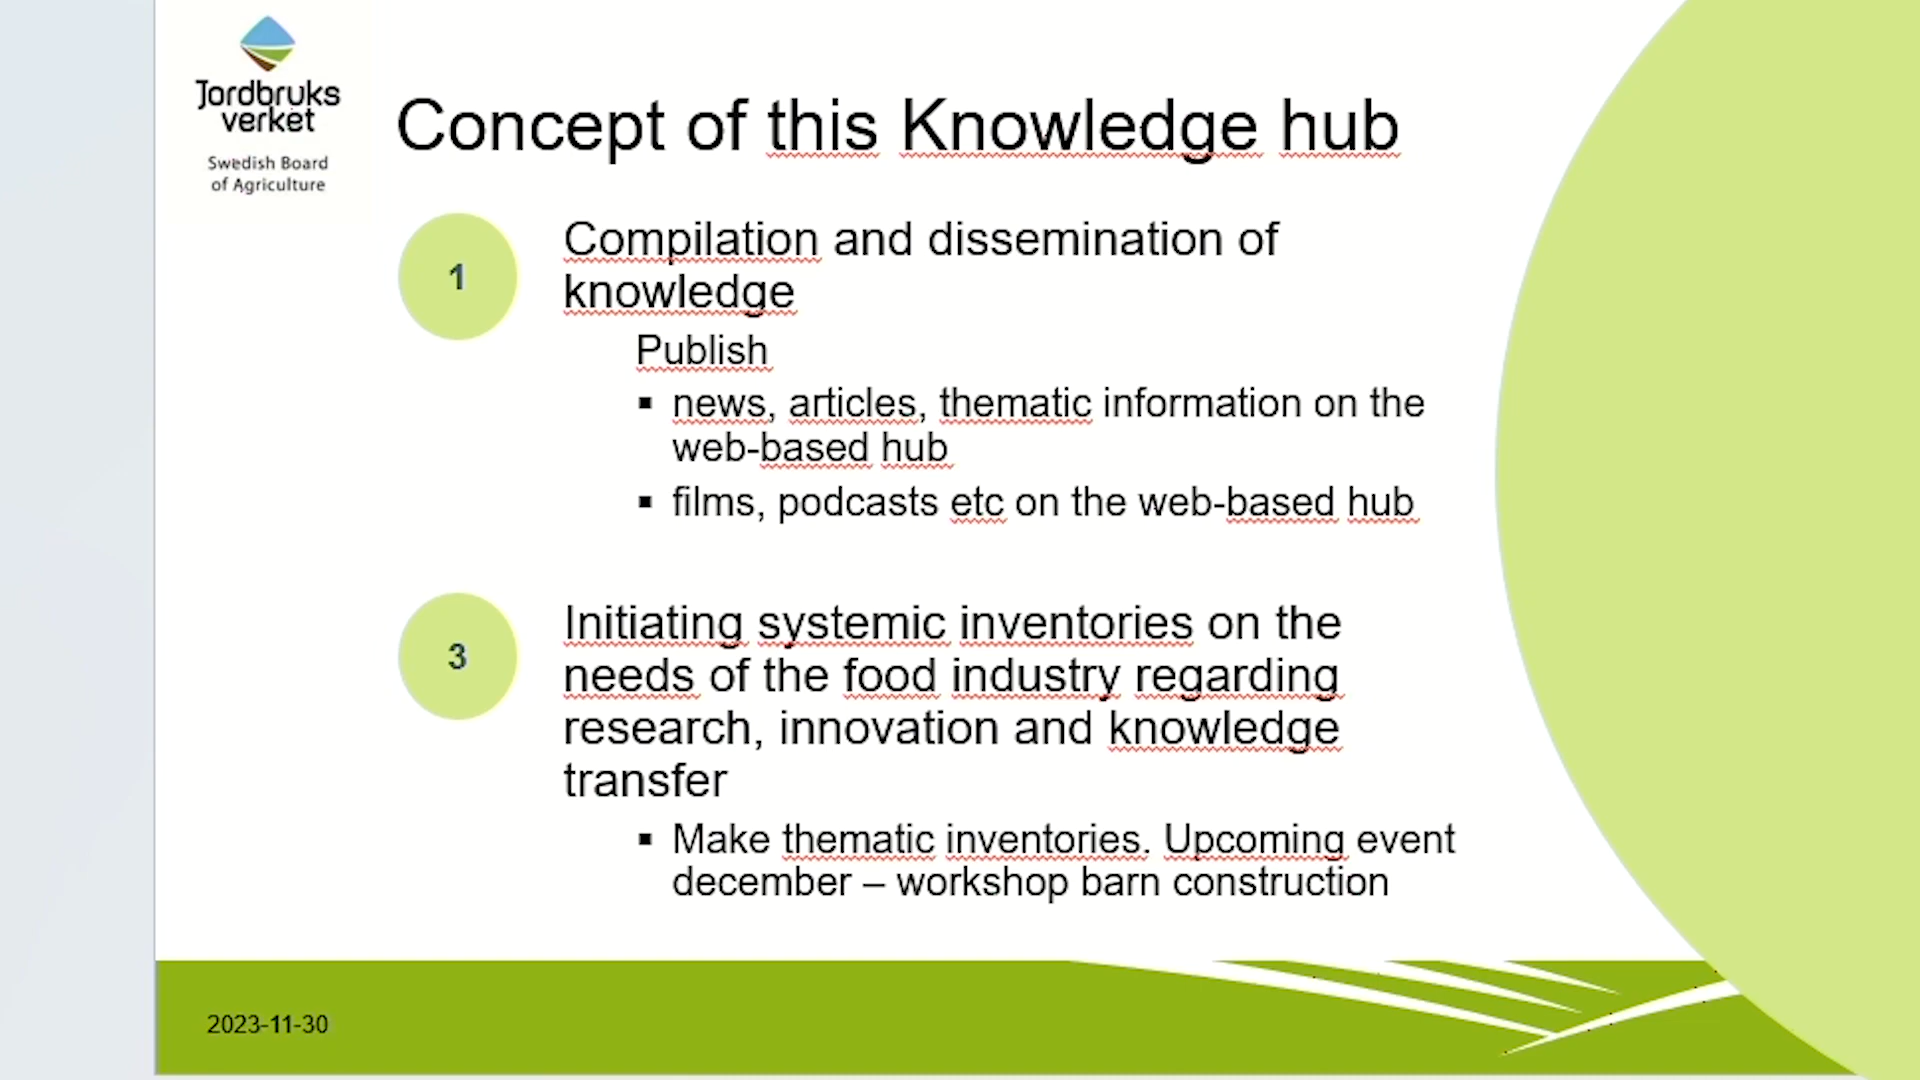 Jordbruks
verket
Swedish Board
of Agriculture
Concept of this Knowledge hub
1
Compilation and dissemination of
knowledge
Publish
▪ news, articles, thematic information on the
web-based hub
▪ films, podcasts etc on the web-based hub
3
Initiating systemic inventories on the
needs of the food industry regarding
research, innovation and knowledge
transfer
▪ Make thematic inventories. Upcoming event
december – workshop barn construction
2023-11-30